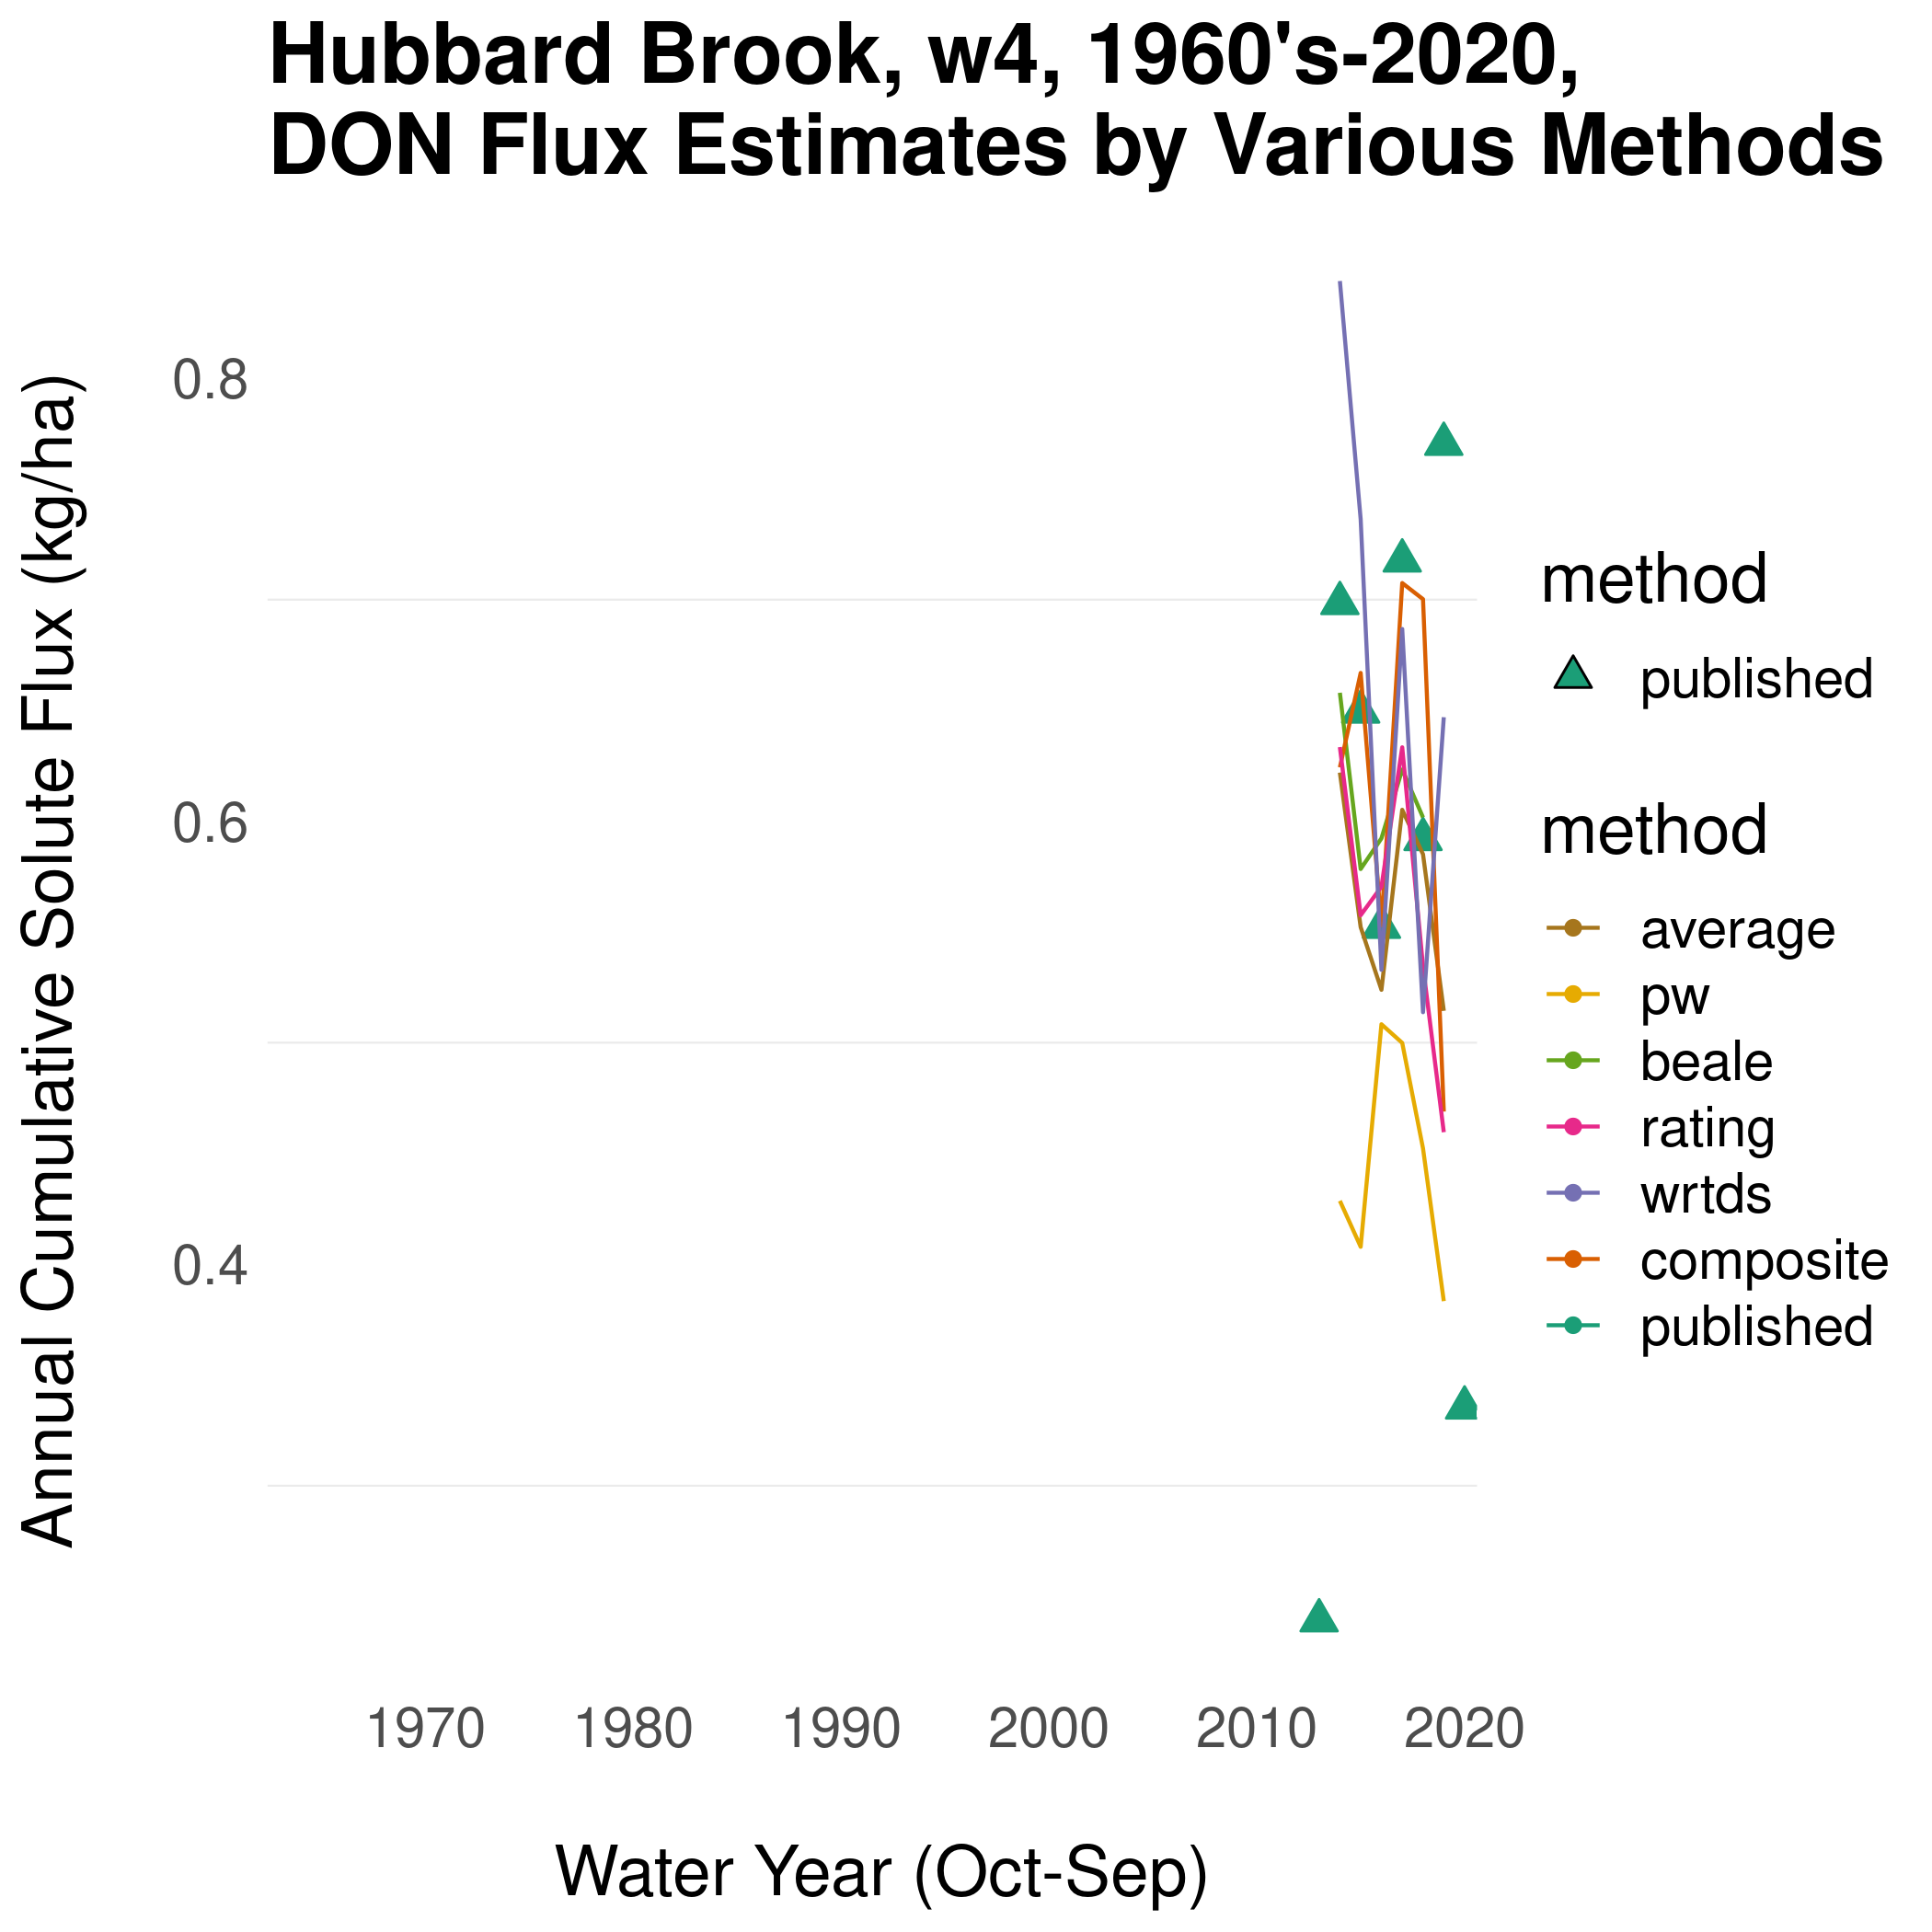 Hubbard Brook, w4, 1960's-2020,
DON Flux Estimates by Various Methods
Annual Cumulative Solute Flux (kg/ha)
0.8
0.6
0.4
1970 1980 1990 2000 2010 2020
Water Year (Oct-Sep)
method
published
method
average
pw
beale
rating
wrtds
composite
published